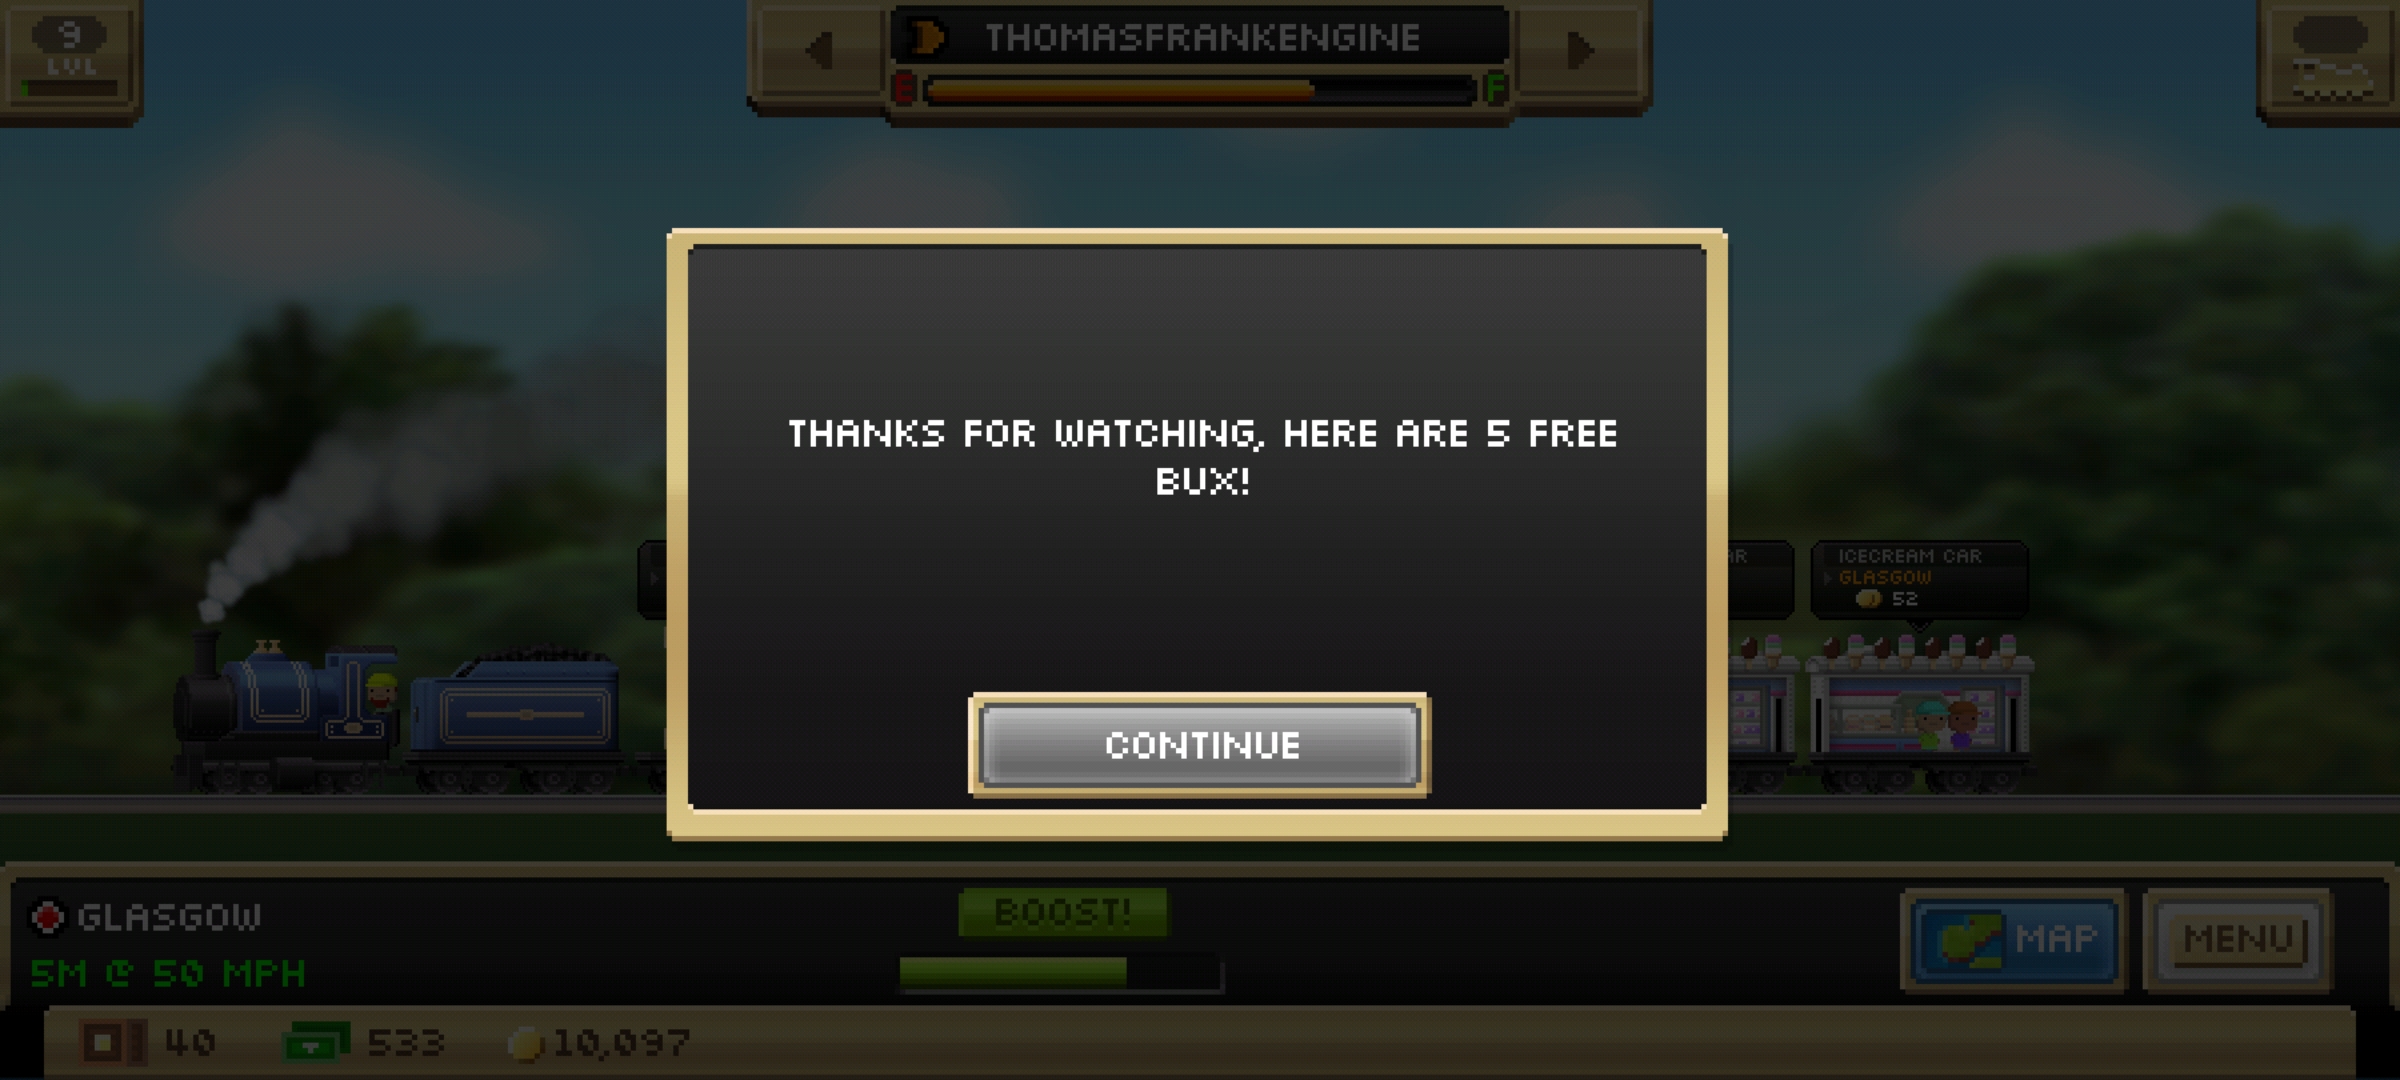 9
LVL
THOMASFRANKENGINE
E F
THANKS FOR WATCHING, HERE ARE 5 FREE
BUX!
CONTINUE
ICECREAM CAR
GLASGOW
52
GLASGOW
5M @ 50 MPH
BOOST!
MAP
MENU
40 533 10,097